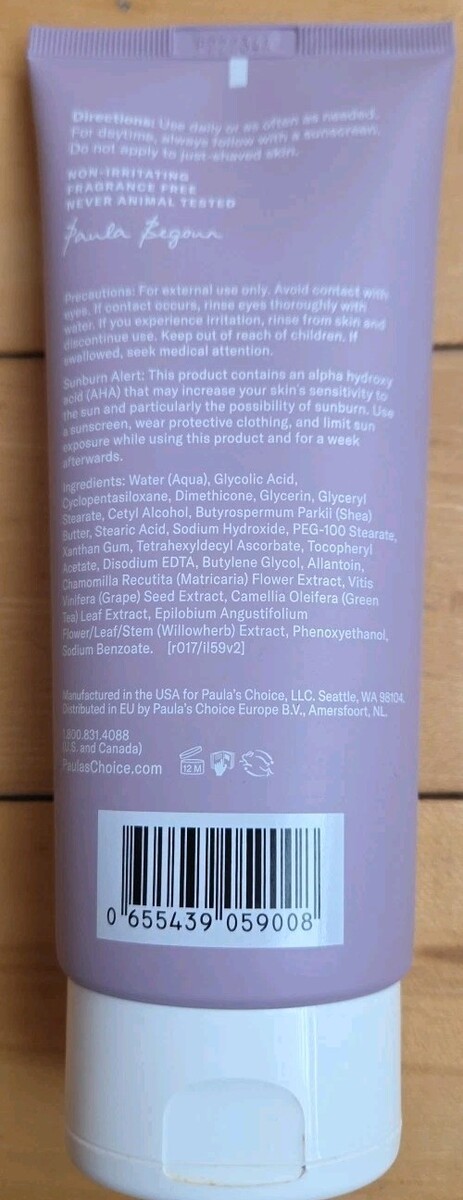 Directions: Use daily or as often as needed.
For daytime, always follow with a sunscreen.
Do not apply to just-shaved skin.
NON-IRRITATING
FRAGRANCE FREE
NEVER ANIMAL TESTED
Paula Begoun
Precautions: For external use only. Avoid contact with
eyes. If contact occurs, rinse eyes thoroughly with
water. If you experience irritation, rinse from skin and
discontinue use. Keep out of reach of children. If
swallowed, seek medical attention.
Sunburn Alert: This product contains an alpha hydroxy
acid (AHA) that may increase your skin's sensitivity to
the sun and particularly the possibility of sunburn. Use
a sunscreen, wear protective clothing, and limit sun
exposure while using this product and for a week
afterwards.
Ingredients: Water (Aqua), Glycolic Acid,
Cyclopentasiloxane, Dimethicone, Glycerin, Glyceryl
Stearate, Cetyl Alcohol, Butyrospermum Parkii (Shea)
Butter, Stearic Acid, Sodium Hydroxide, PEG-100 Stearate,
Xanthan Gum, Tetrahexyldecyl Ascorbate, Tocopheryl
Acetate, Disodium EDTA, Butylene Glycol, Allantoin,
Chamomilla Recutita (Matricaria) Flower Extract, Vitis
Vinifera (Grape) Seed Extract, Camellia Oleifera (Green
Tea) Leaf Extract, Epilobium Angustifolium
Flower/Leaf/Stem (Willowherb) Extract, Phenoxyethanol,
Sodium Benzoate. [r017/il59v2]
Manufactured in the USA for Paula's Choice, LLC. Seattle, WA 98104.
Distributed in EU by Paula's Choice Europe B.V., Amersfoort, NL.
1.800.831.4088
(U.S. and Canada)
PaulasChoice.com
12 M
0 655439 059008